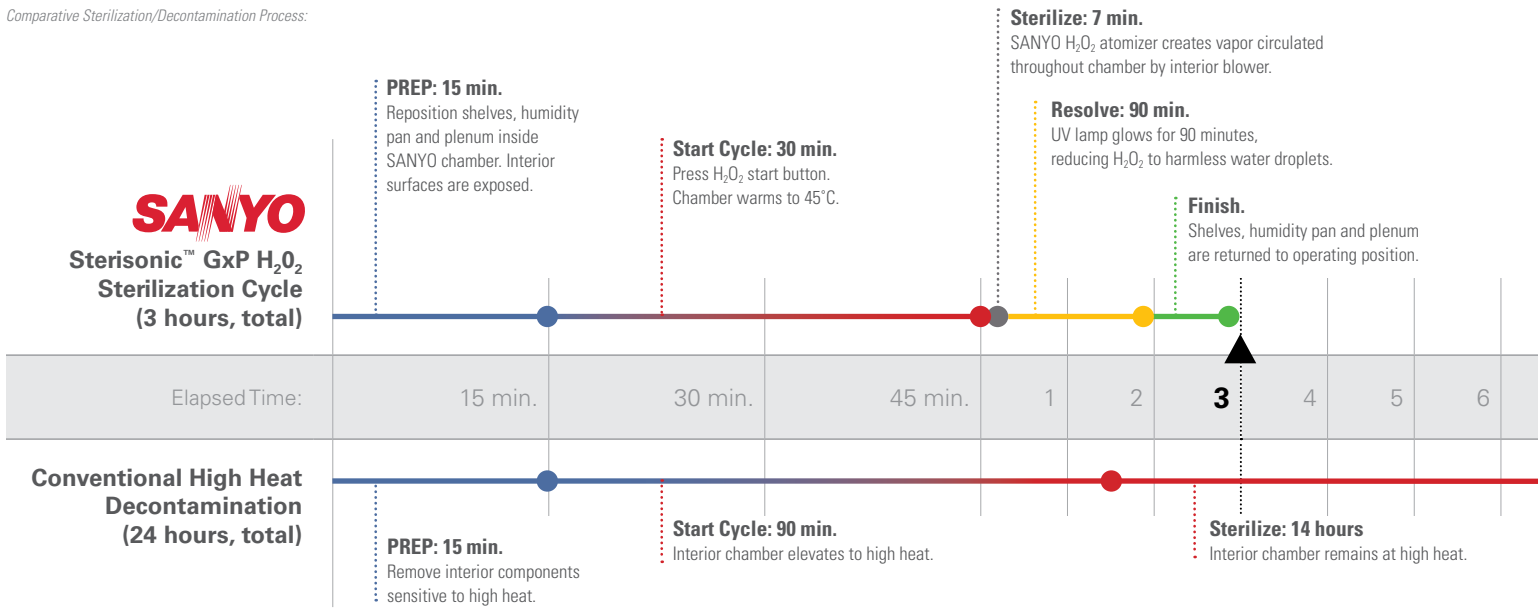 Comparative Sterilization/Decontamination Process:
Sterilize: 7 min.
SANYO H₂O₂ atomizer creates vapor circulated
throughout chamber by interior blower.
PREP: 15 min.
Reposition shelves, humidity
pan and plenum inside
SANYO chamber. Interior
surfaces are exposed.
Resolve: 90 min.
UV lamp glows for 90 minutes,
reducing H₂O₂ to harmless water droplets.
Start Cycle: 30 min.
Press H₂O₂ start button.
Chamber warms to 45˚C.
Finish.
Shelves, humidity pan and plenum
are returned to operating position.
SANYO
Sterisonic™ GxP H₂0₂
Sterilization Cycle
(3 hours, total)
Elapsed Time: 15 min. 30 min. 45 min. 1 2 3 4 5 6
Conventional High Heat
Decontamination
(24 hours, total)
PREP: 15 min.
Remove interior components
sensitive to high heat.
Start Cycle: 90 min.
Interior chamber elevates to high heat.
Sterilize: 14 hours
Interior chamber remains at high heat.